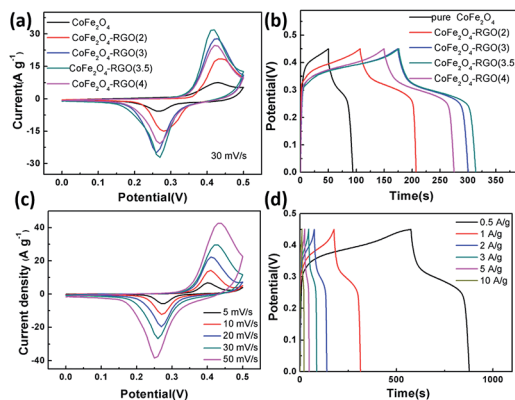 (a)
CoFe2O4
CoFe2O4-RGO(2)
CoFe2O4-RGO(3)
CoFe2O4-RGO(3.5)
CoFe2O4-RGO(4)
30 mV/s
Current(A g-1)
30
15
0
-15
-30
0.0 0.1 0.2 0.3 0.4 0.5
Potential(V)
(b)
pure CoFe2O4
CoFe2O4-RGO(2)
CoFe2O4-RGO(3)
CoFe2O4-RGO(3.5)
CoFe2O4-RGO(4)
Potential(V)
0.5
0.4
0.3
0.2
0.1
0.0
0 50 100 150 200 250 300 350 400
Time(s)
(c)
5 mV/s
10 mV/s
20 mV/s
30 mV/s
50 mV/s
Current density (A g-1)
40
20
0
-20
-40
0.0 0.1 0.2 0.3 0.4 0.5
Potential(V)
(d)
0.5 A/g
1 A/g
2 A/g
3 A/g
5 A/g
10 A/g
Potential(V)
0.5
0.4
0.3
0.2
0.1
0.0
0 500 1000
Time(s)